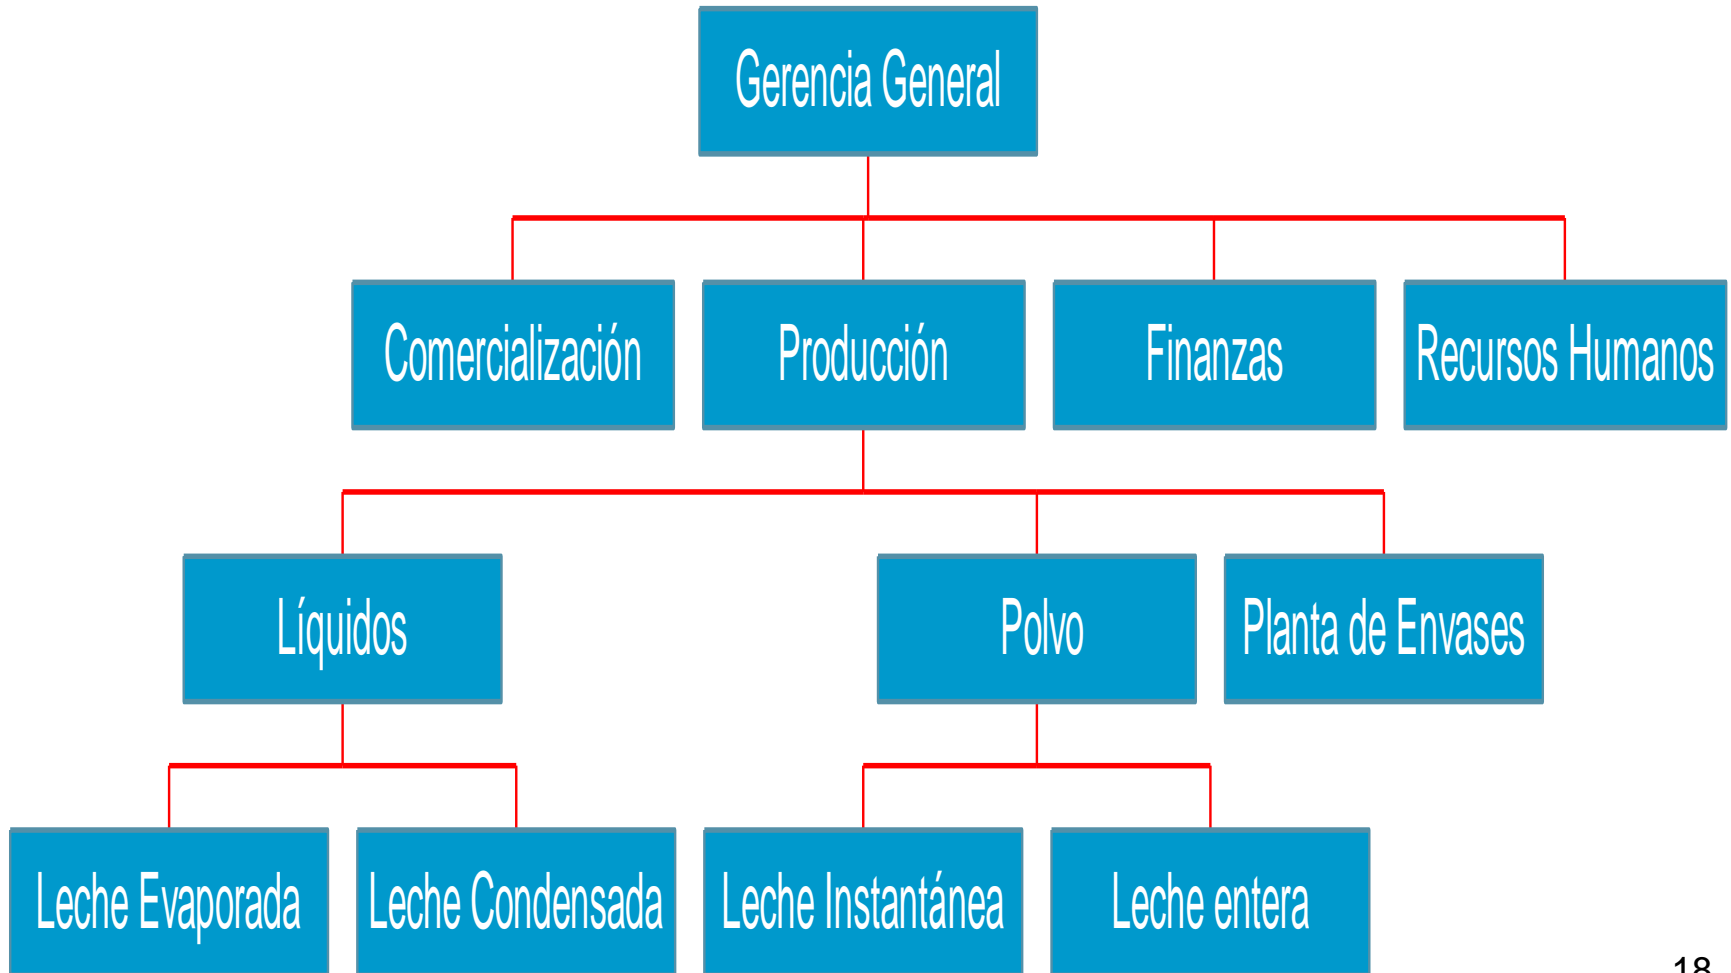 Gerencia General
Comercialización
Producción
Finanzas
Recursos Humanos
Líquidos
Polvo
Planta de Envases
Leche Evaporada
Leche Condensada
Leche Instantánea
Leche entera
18